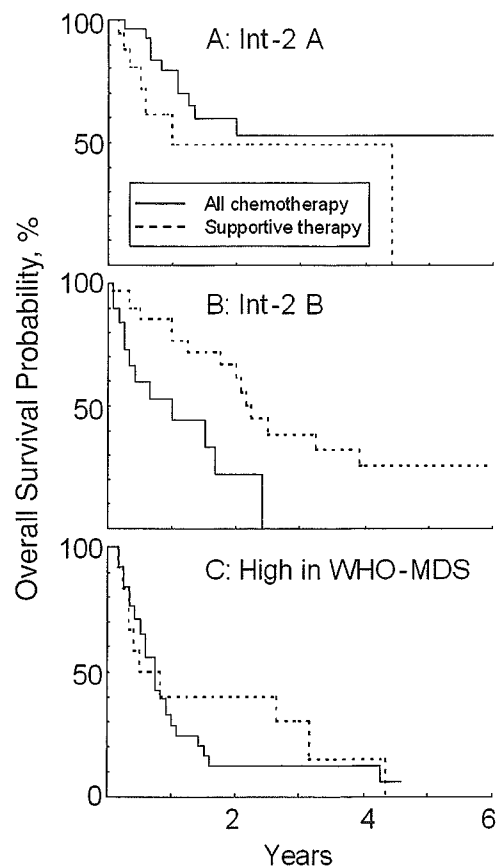 Overall Survival Probability, %
100
50
A: Int-2 A
All chemotherapy
Supportive therapy
100
50
B: Int-2 B
100
50
0
C: High in WHO-MDS
2
4
6
Years